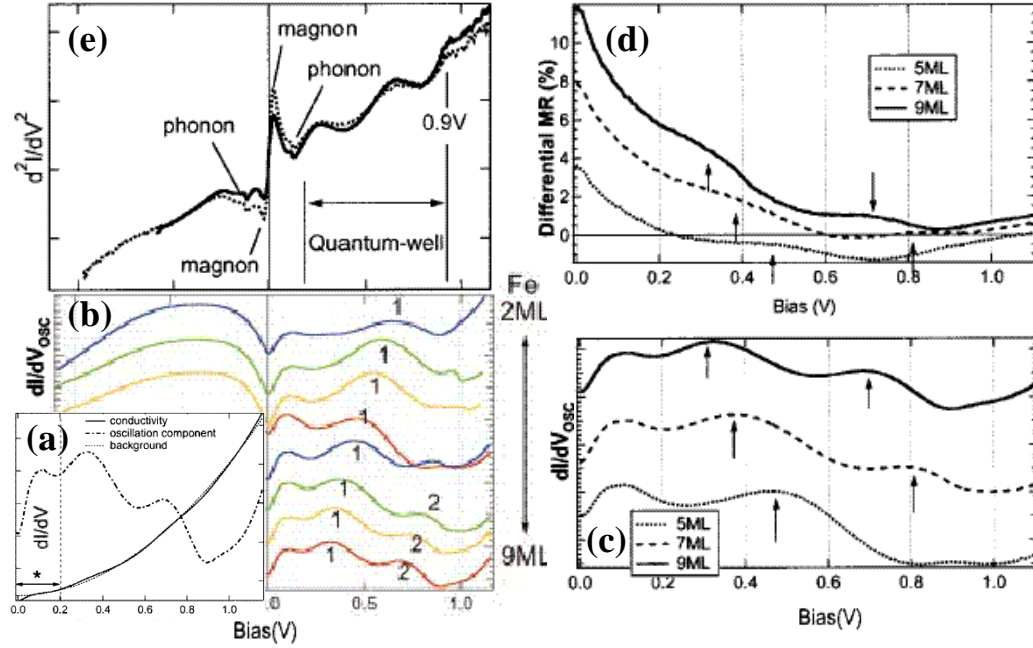 (e)
magnon
phonon
phonon
0.9V
magnon
Quantum-well
d²I/dV²
(d)
5ML
7ML
9ML
Differential MR (%)
12
10
8
6
4
2
0
0.0 0.2 0.4 0.6 0.8 1.0
Bias (V)
(b)
Fe
2ML
9ML
1
1
1
1
1
1 2
1 2
1 2
dI/dVosc
0.5 1.0
Bias(V)
(a)
conductivity
oscillation component
background
dI/dV
*
0.0 0.2 0.4 0.6 0.8 1.0
(c)
5ML
7ML
9ML
dI/dVosc
0.0 0.2 0.4 0.6 0.8 1.0
Bias(V)